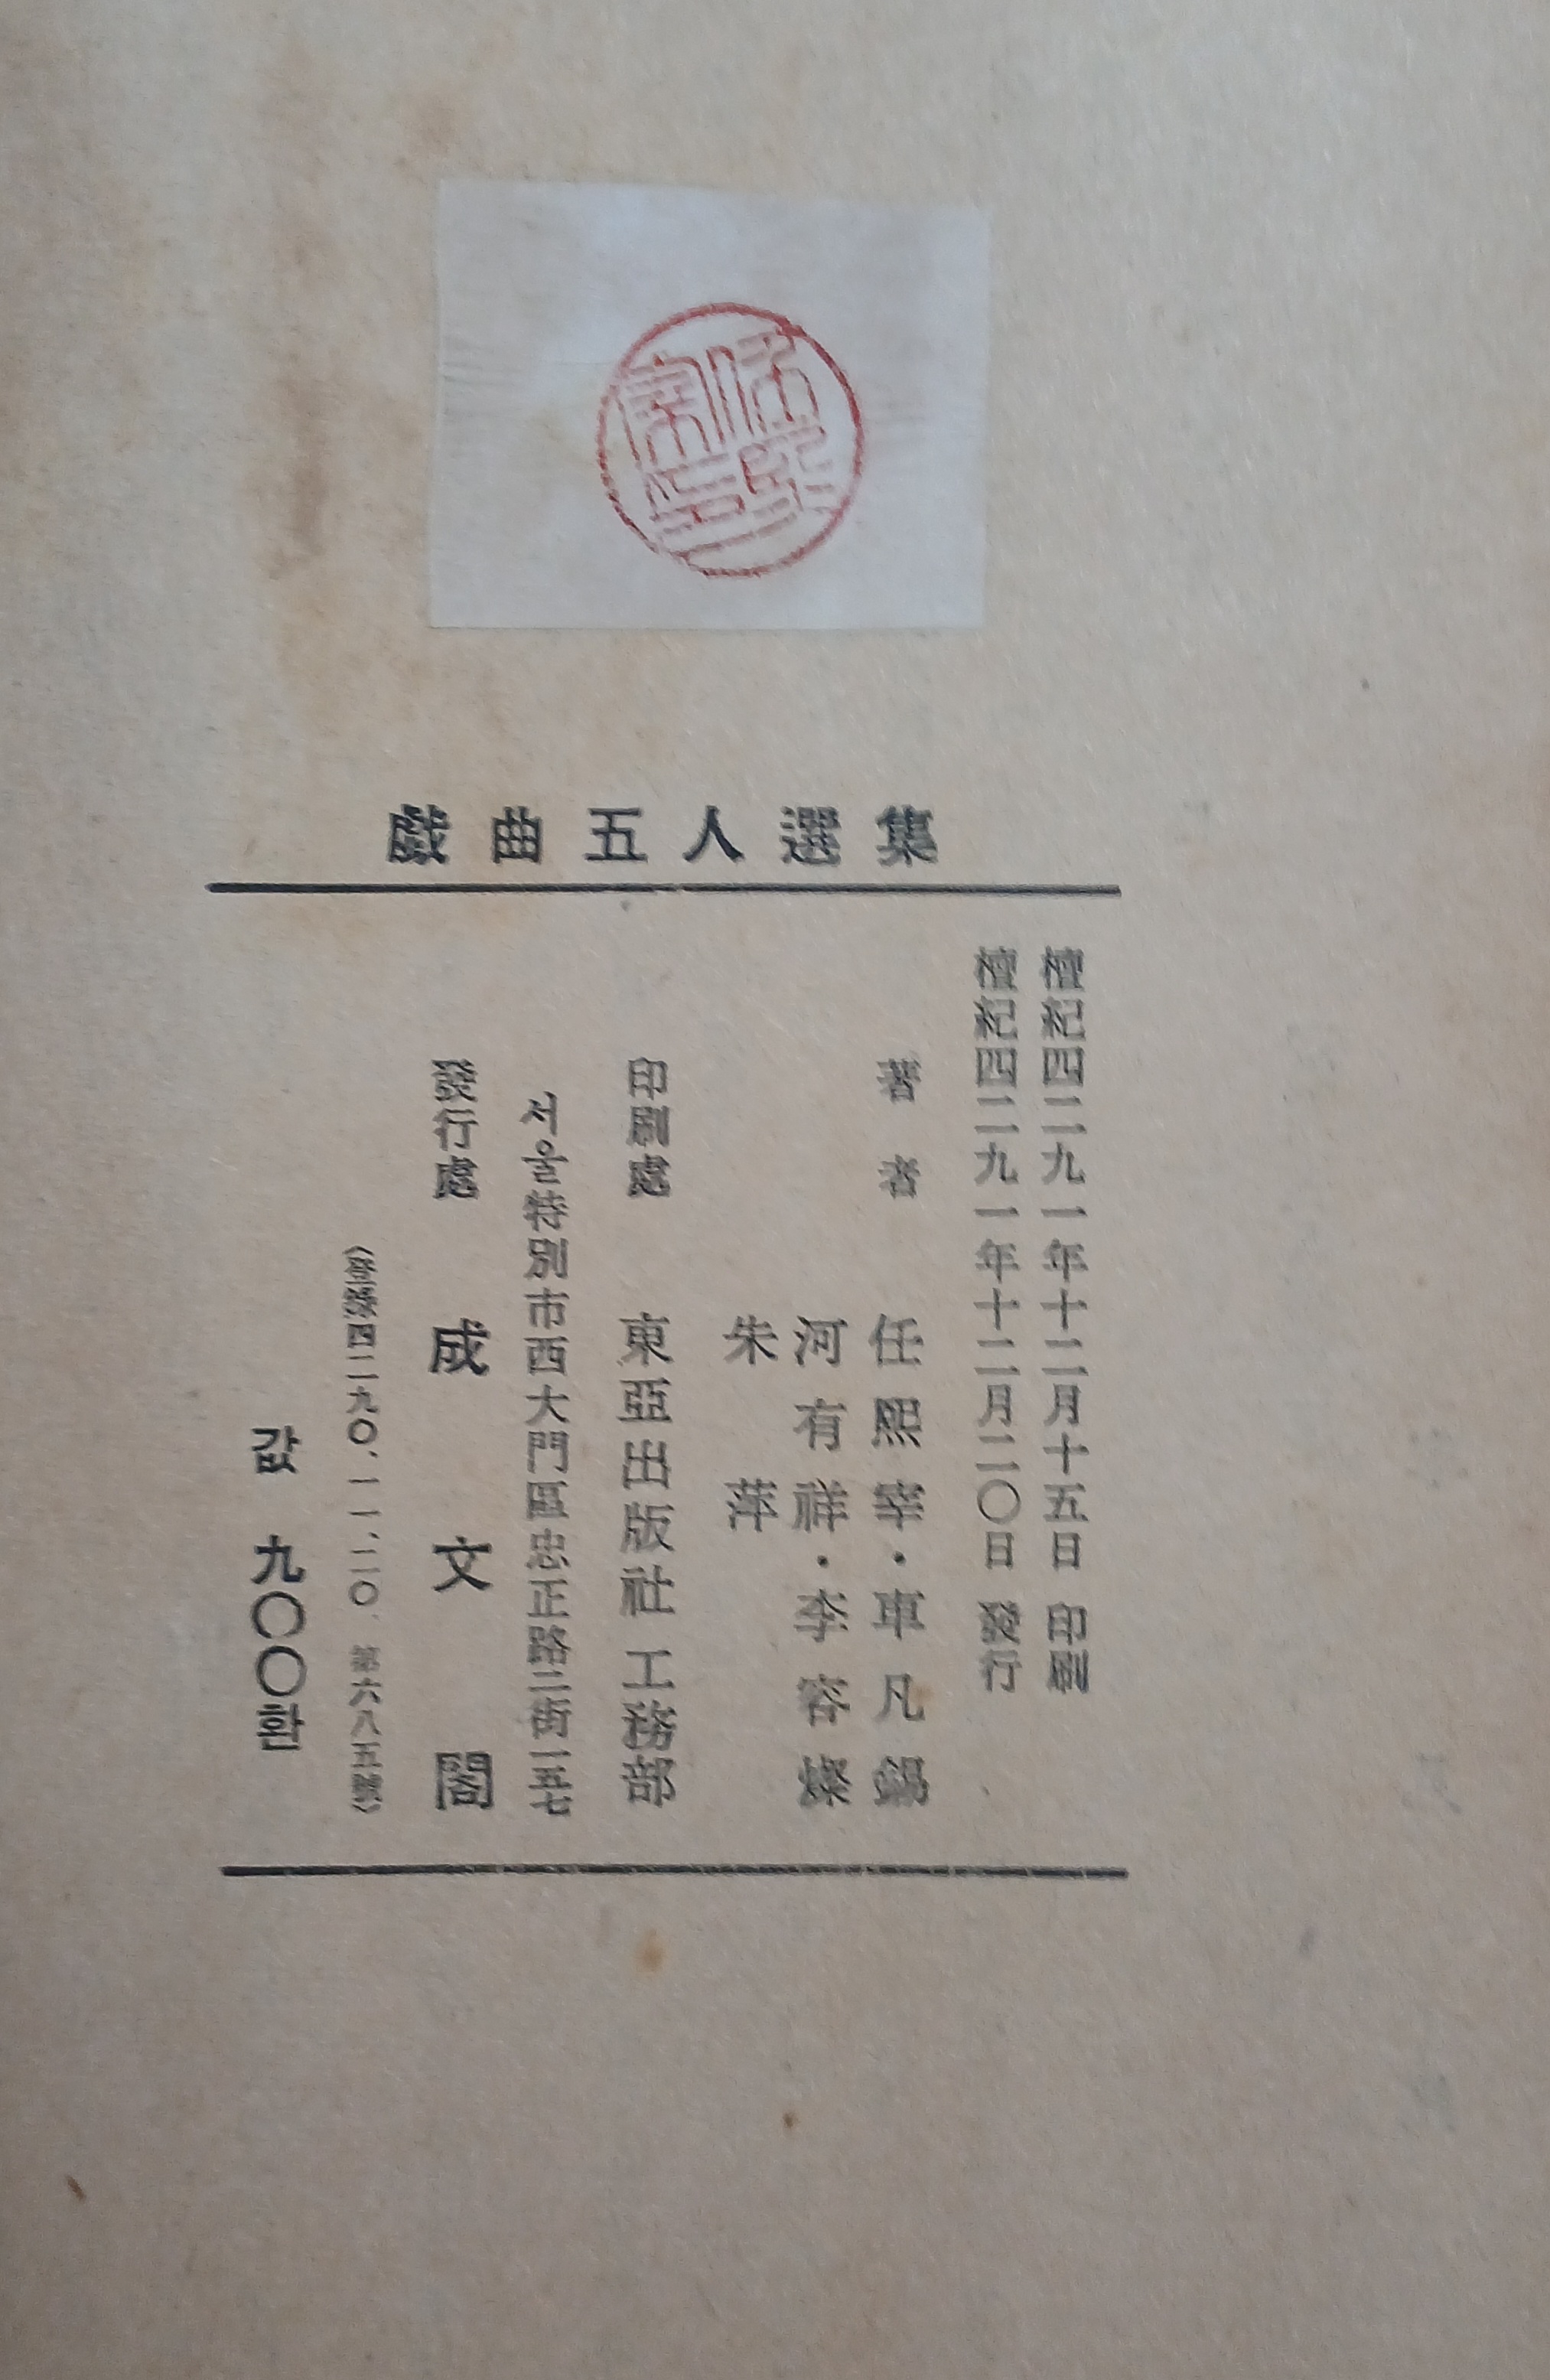 戲曲五人選集
檀紀四二九一年十二月十五日 印刷
檀紀四二九一年十二月二〇日 發行
著者 任熙宰・車凡錫
河有祥・李容燦
朱萍
印刷處 東亞出版社 工務部
서울特別市西大門區忠正路二街一五七
發行處 成文閣
〈登錄四二九〇、一一、二〇、第六八五號〉
값 九〇〇환